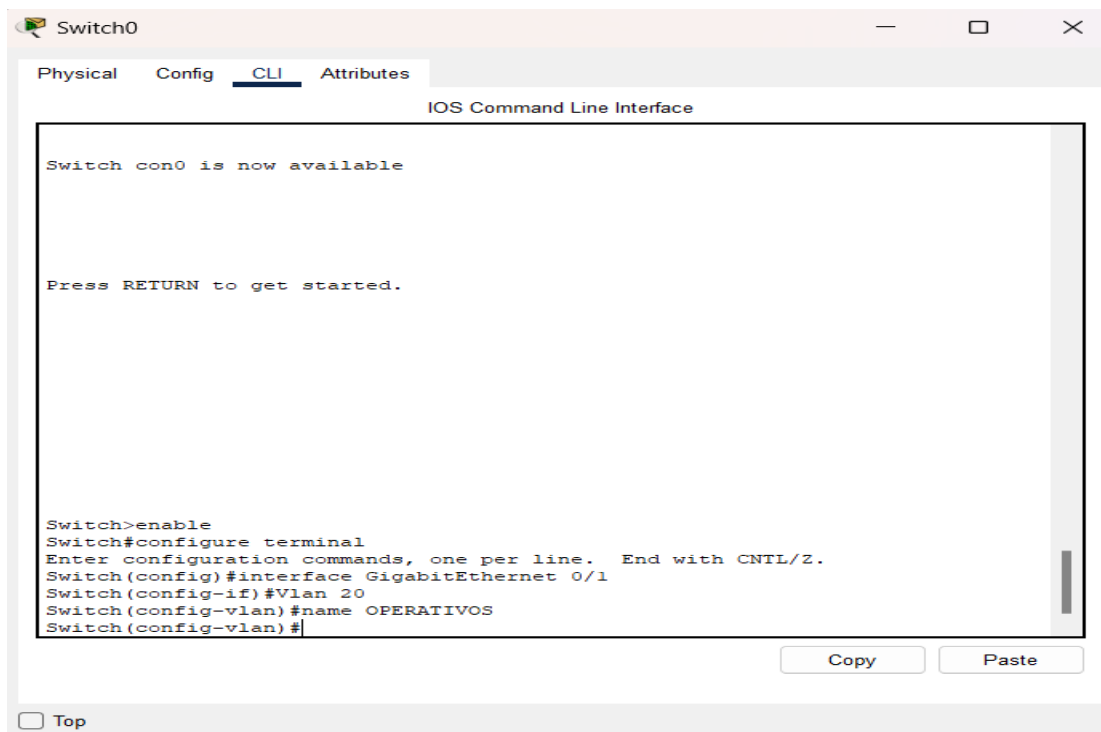 Switch0
Physical Config CLI Attributes
IOS Command Line Interface
Switch con0 is now available
Press RETURN to get started.
Switch>enable
Switch#configure terminal
Enter configuration commands, one per line.  End with CNTL/Z.
Switch(config)#interface GigabitEthernet 0/1
Switch(config-if)#Vlan 20
Switch(config-vlan)#name OPERATIVOS
Switch(config-vlan)#
Copy Paste
Top